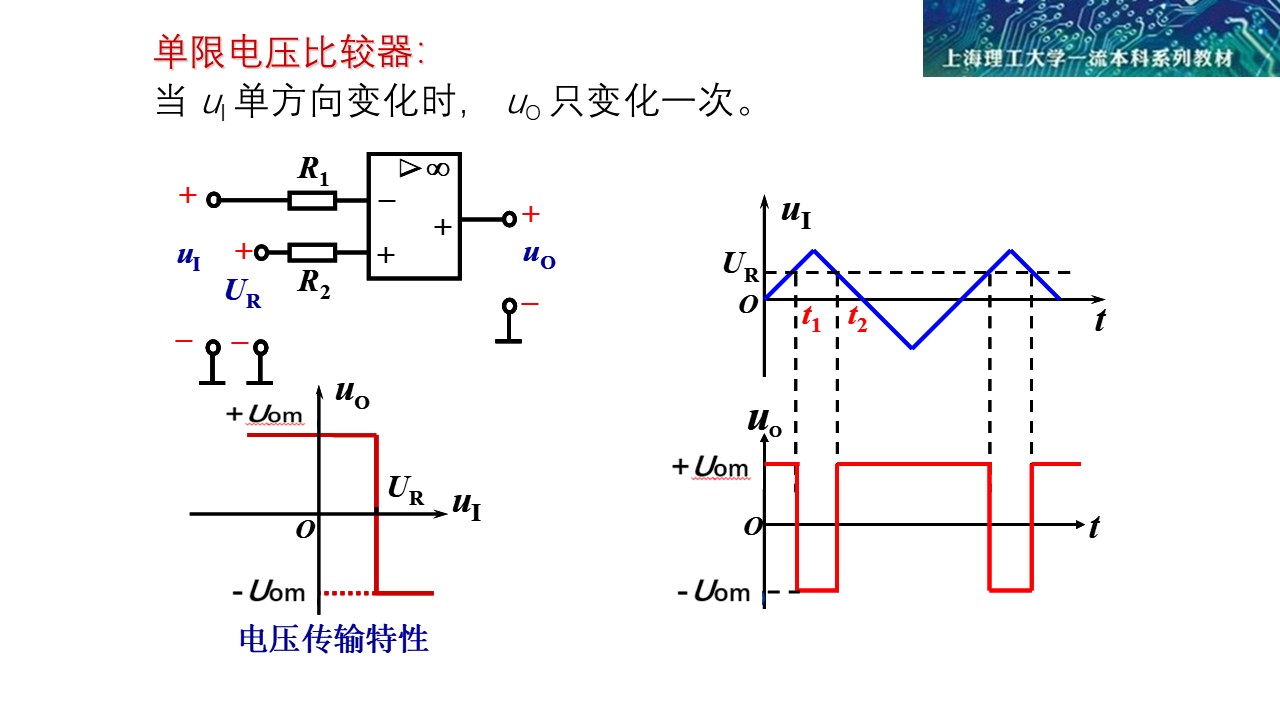 上海理工大学一流本科系列教材
单限电压比较器：
当 uI 单方向变化时， uO 只变化一次。
R1
▷∞
+
−
+
+
uI
+
+
uO
UR
R2
−
−
−
uO
+Uom
UR
uI
O
-Uom
电压传输特性
uI
UR
O
t1
t2
t
uo
+Uom
O
t
-Uom